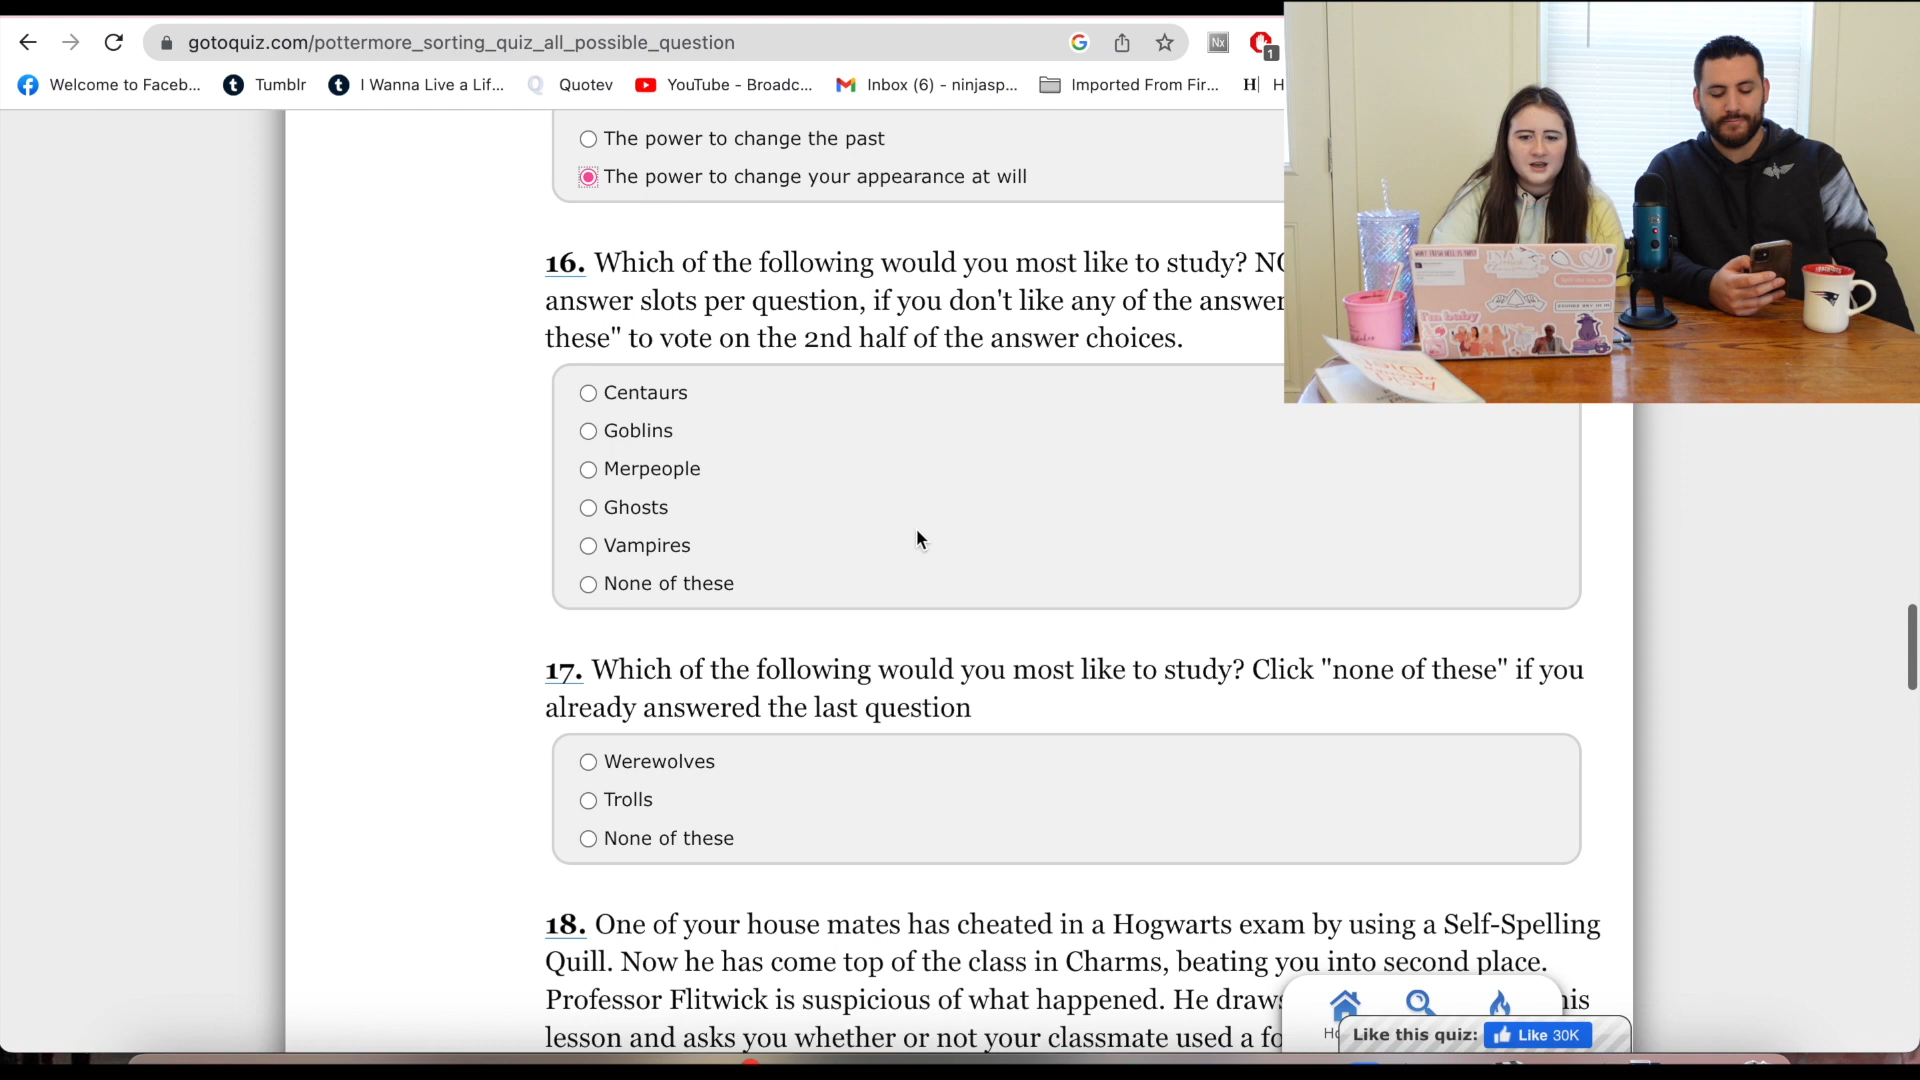 gotoquiz.com/pottermore_sorting_quiz_all_possible_question
1
Welcome to Faceb...
Tumblr
I Wanna Live a Lif...
Quotev
YouTube - Broadc...
Inbox (6) - ninjasp...
Imported From Fir...
H
The power to change the past
The power to change your appearance at will
16. Which of the following would you most like to study? NO
answer slots per question, if you don't like any of the answer
these" to vote on the 2nd half of the answer choices.
Centaurs
Goblins
Merpeople
Ghosts
Vampires
None of these
17. Which of the following would you most like to study? Click "none of these" if you
already answered the last question
Werewolves
Trolls
None of these
18. One of your house mates has cheated in a Hogwarts exam by using a Self-Spelling
Quill. Now he has come top of the class in Charms, beating you into second place.
Professor Flitwick is suspicious of what happened. He draws his
lesson and asks you whether or not your classmate used a fo
Like this quiz: Like 30K
I'm baby